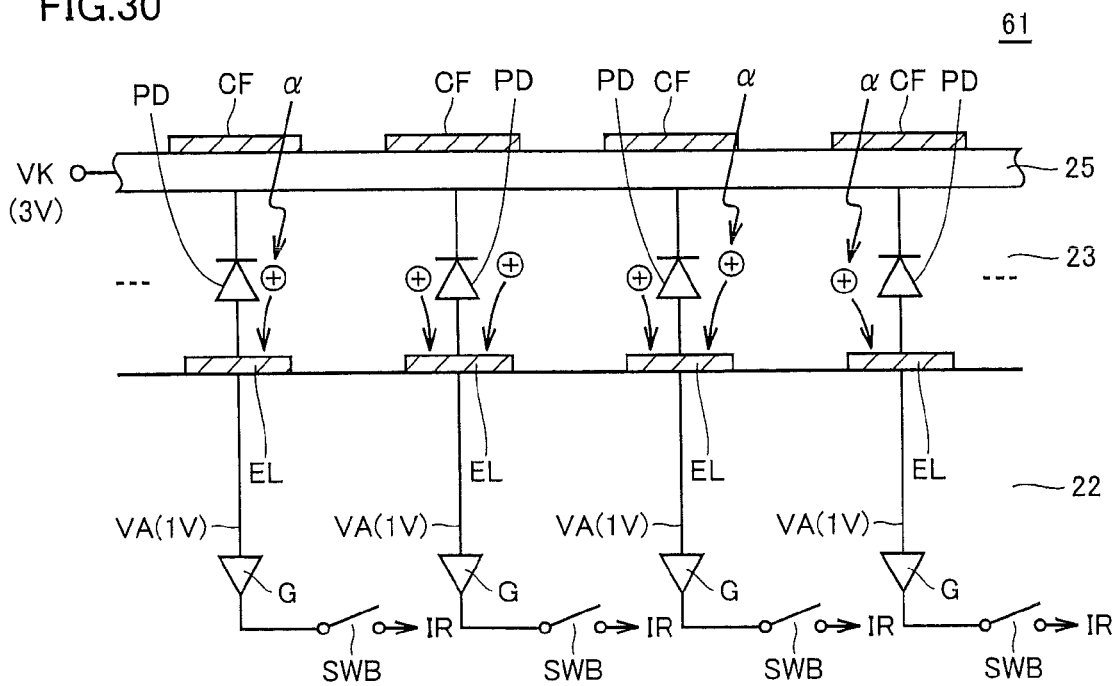 FIG.30
61
PD CF α CF PD PD CF α α CF PD
VK
(3V)
25
23
EL EL EL EL
22
VA(1V) VA(1V) VA(1V) VA(1V)
G G G G
IR IR IR IR
SWB SWB SWB SWB